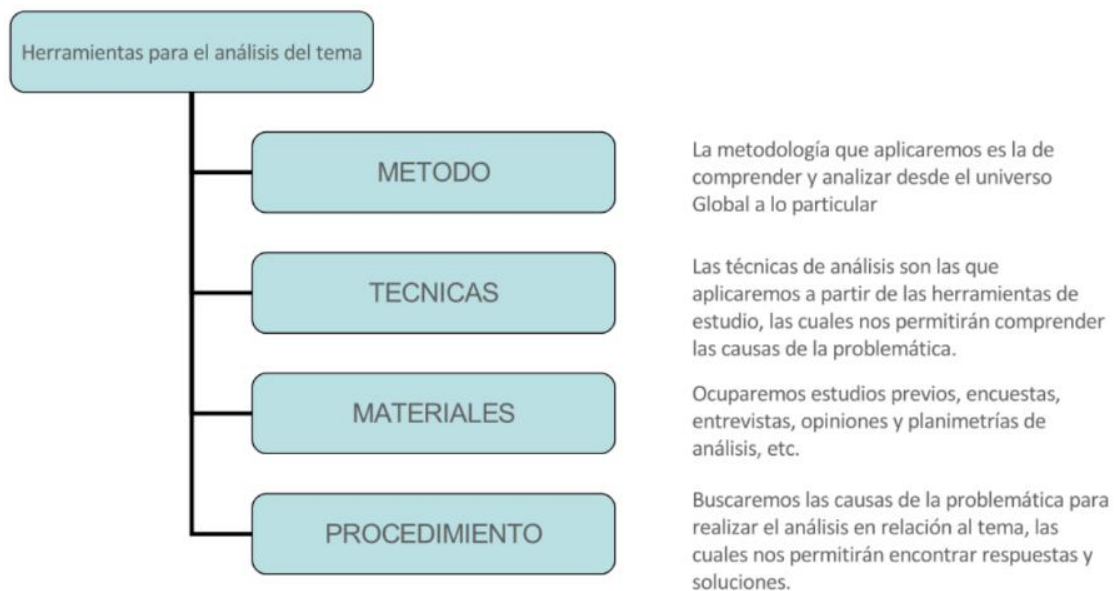 Herramientas para el análisis del tema
METODO
La metodología que aplicaremos es la de
comprender y analizar desde el universo
Global a lo particular
TECNICAS
Las técnicas de análisis son las que
aplicaremos a partir de las herramientas de
estudio, las cuales nos permitirán comprender
las causas de la problemática.
MATERIALES
Ocuparemos estudios previos, encuestas,
entrevistas, opiniones y planimetrías de
análisis, etc.
PROCEDIMIENTO
Buscaremos las causas de la problemática para
realizar el análisis en relación al tema, las
cuales nos permitirán encontrar respuestas y
soluciones.